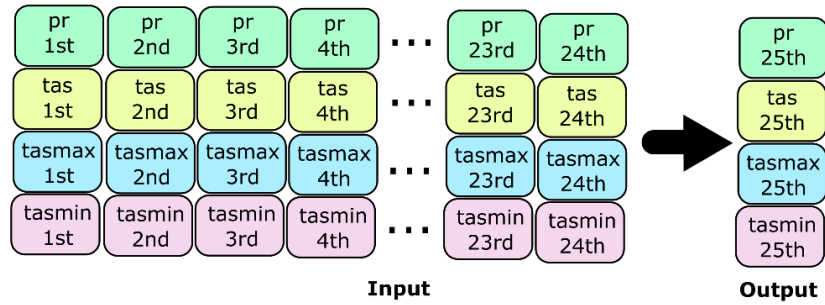 pr pr pr pr ... pr pr pr
1st 2nd 3rd 4th 23rd 24th 25th
tas tas tas tas ... tas tas tas
1st 2nd 3rd 4th 23rd 24th 25th
tasmax tasmax tasmax tasmax ... tasmax tasmax tasmax
1st 2nd 3rd 4th 23rd 24th 25th
tasmin tasmin tasmin tasmin ... tasmin tasmin tasmin
1st 2nd 3rd 4th 23rd 24th 25th
Input Output